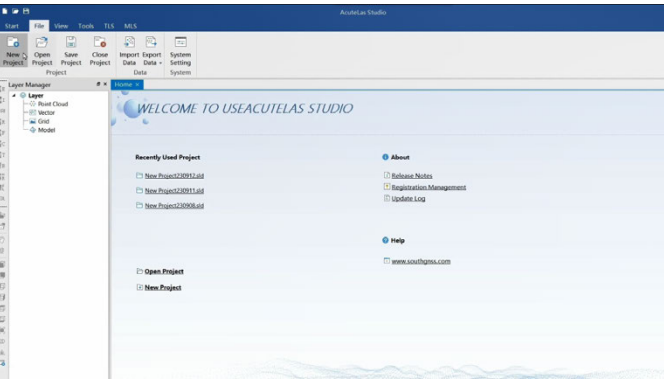 AcuteLas Studio
Start File View Tools TLS MLS
New Project
Open Project
Save Project
Close Project
Import Data
Export Data
System Setting
Project Data System
Layer Manager
Home ×
Layer
Point Cloud
Vector
Grid
Model
WELCOME TO USEACUTELAS STUDIO
Recently Used Project
New Project230912.sld
New Project230911.sld
New Project230908.sld
Open Project
New Project
About
Release Notes
Registration Management
Update Log
Help
www.southgnss.com